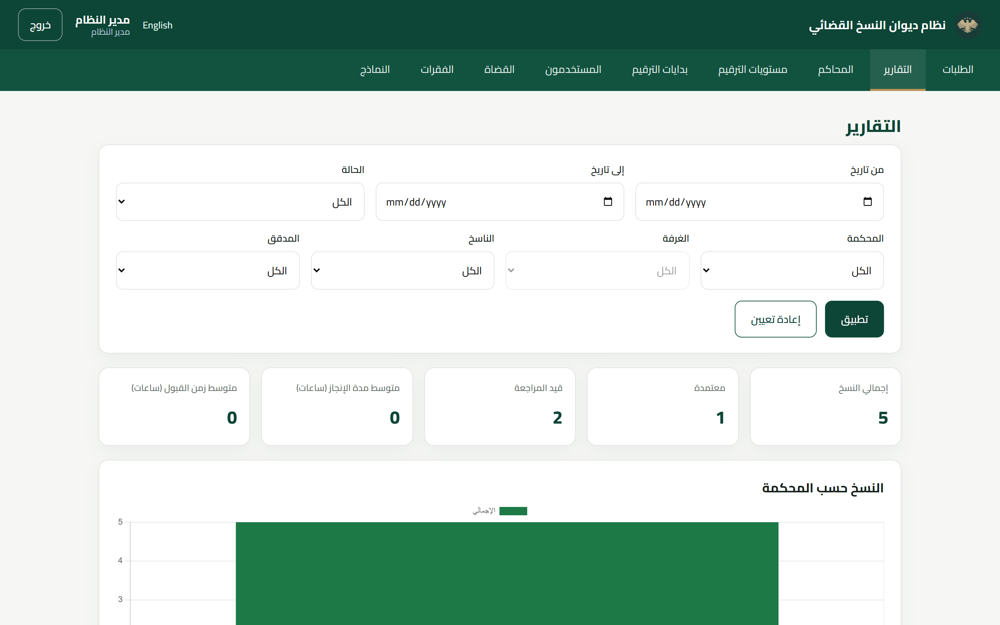 نظام ديوان النسخ القضائي
English
مدير النظام
مدير النظام
خروج
الطلبات
التقارير
المحاكم
مستويات الترقيم
بدايات الترقيم
المستخدمون
القضاة
الفقرات
النماذج
التقارير
من تاريخ
إلى تاريخ
الحالة
mm/dd/yyyy
mm/dd/yyyy
الكل
المحكمة
الغرفة
الناسخ
المدقق
الكل
الكل
الكل
الكل
تطبيق
إعادة تعيين
إجمالي النسخ
معتمدة
قيد المراجعة
متوسط مدة الإنجاز (ساعات)
متوسط زمن القبول (ساعات)
5
1
2
0
0
النسخ حسب المحكمة
الإجمالي
5
4
3